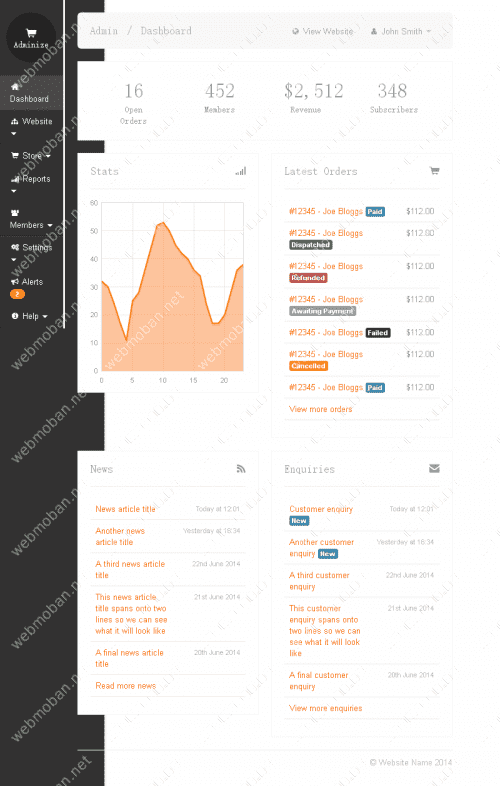 Adminize
Dashboard
Website
Store
Reports
Members
Settings
Alerts
2
Help
Admin / Dashboard
View Website
John Smith
16
Open
Orders
452
Members
$2,512
Revenue
348
Subscribers
Stats
60
50
40
30
20
10
0
0 5 10 15 20
Latest Orders
#12345 - Joe Bloggs Paid $112.00
#12345 - Joe Bloggs $112.00
Dispatched
#12345 - Joe Bloggs $112.00
Refunded
#12345 - Joe Bloggs $112.00
Awaiting Payment
#12345 - Joe Bloggs Failed $112.00
#12345 - Joe Bloggs $112.00
Cancelled
#12345 - Joe Bloggs Paid $112.00
View more orders
News
News article title Today at 12:01
Another news Yesterday at 16:34
article title
A third news article 22nd June 2014
title
This news article 21st June 2014
title spans onto two
lines so we can see
what it will look like
A final news article 20th June 2014
title
Read more news
Enquiries
Customer enquiry Today at 12:01
New
Another customer Yesterday at 16:34
enquiry New
A third customer 22nd June 2014
enquiry
This customer 21st June 2014
enquiry spans on to
two lines so we can
see what it will look
like
A final customer 20th June 2014
enquiry
View more enquiries
© Website Name 2014
webmoban.net